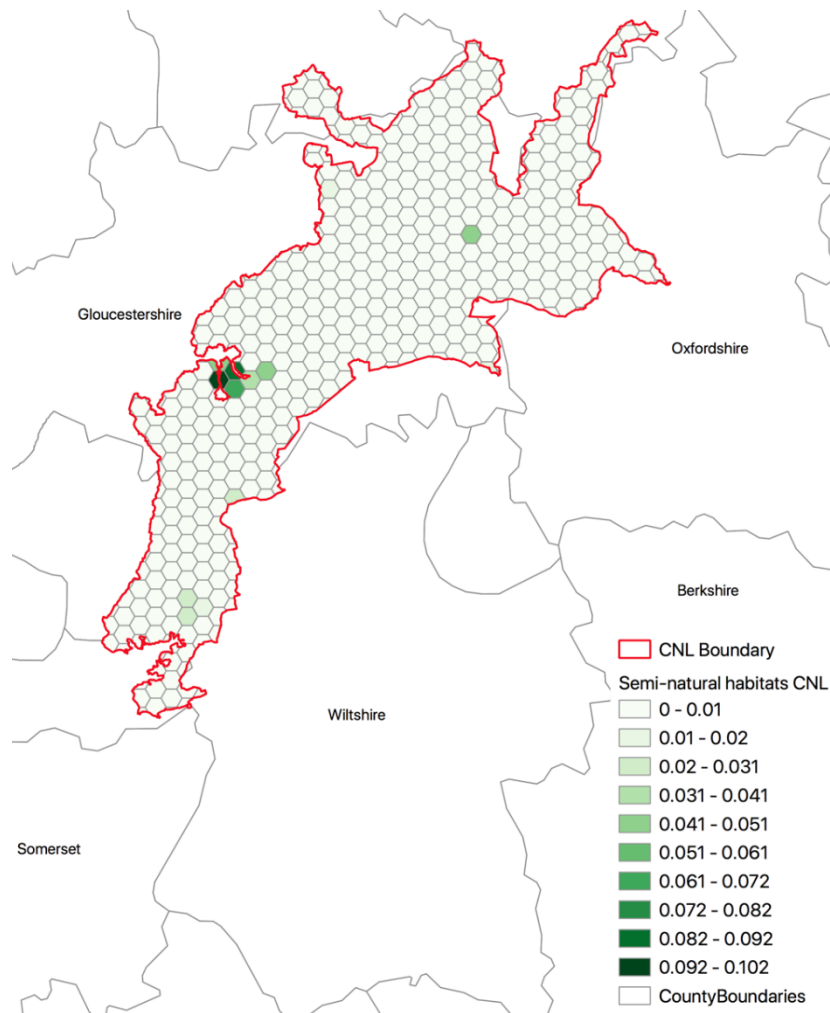 Gloucestershire
Oxfordshire
Berkshire
Wiltshire
Somerset
CNL Boundary
Semi-natural habitats CNL
0 - 0.01
0.01 - 0.02
0.02 - 0.031
0.031 - 0.041
0.041 - 0.051
0.051 - 0.061
0.061 - 0.072
0.072 - 0.082
0.082 - 0.092
0.092 - 0.102
CountyBoundaries